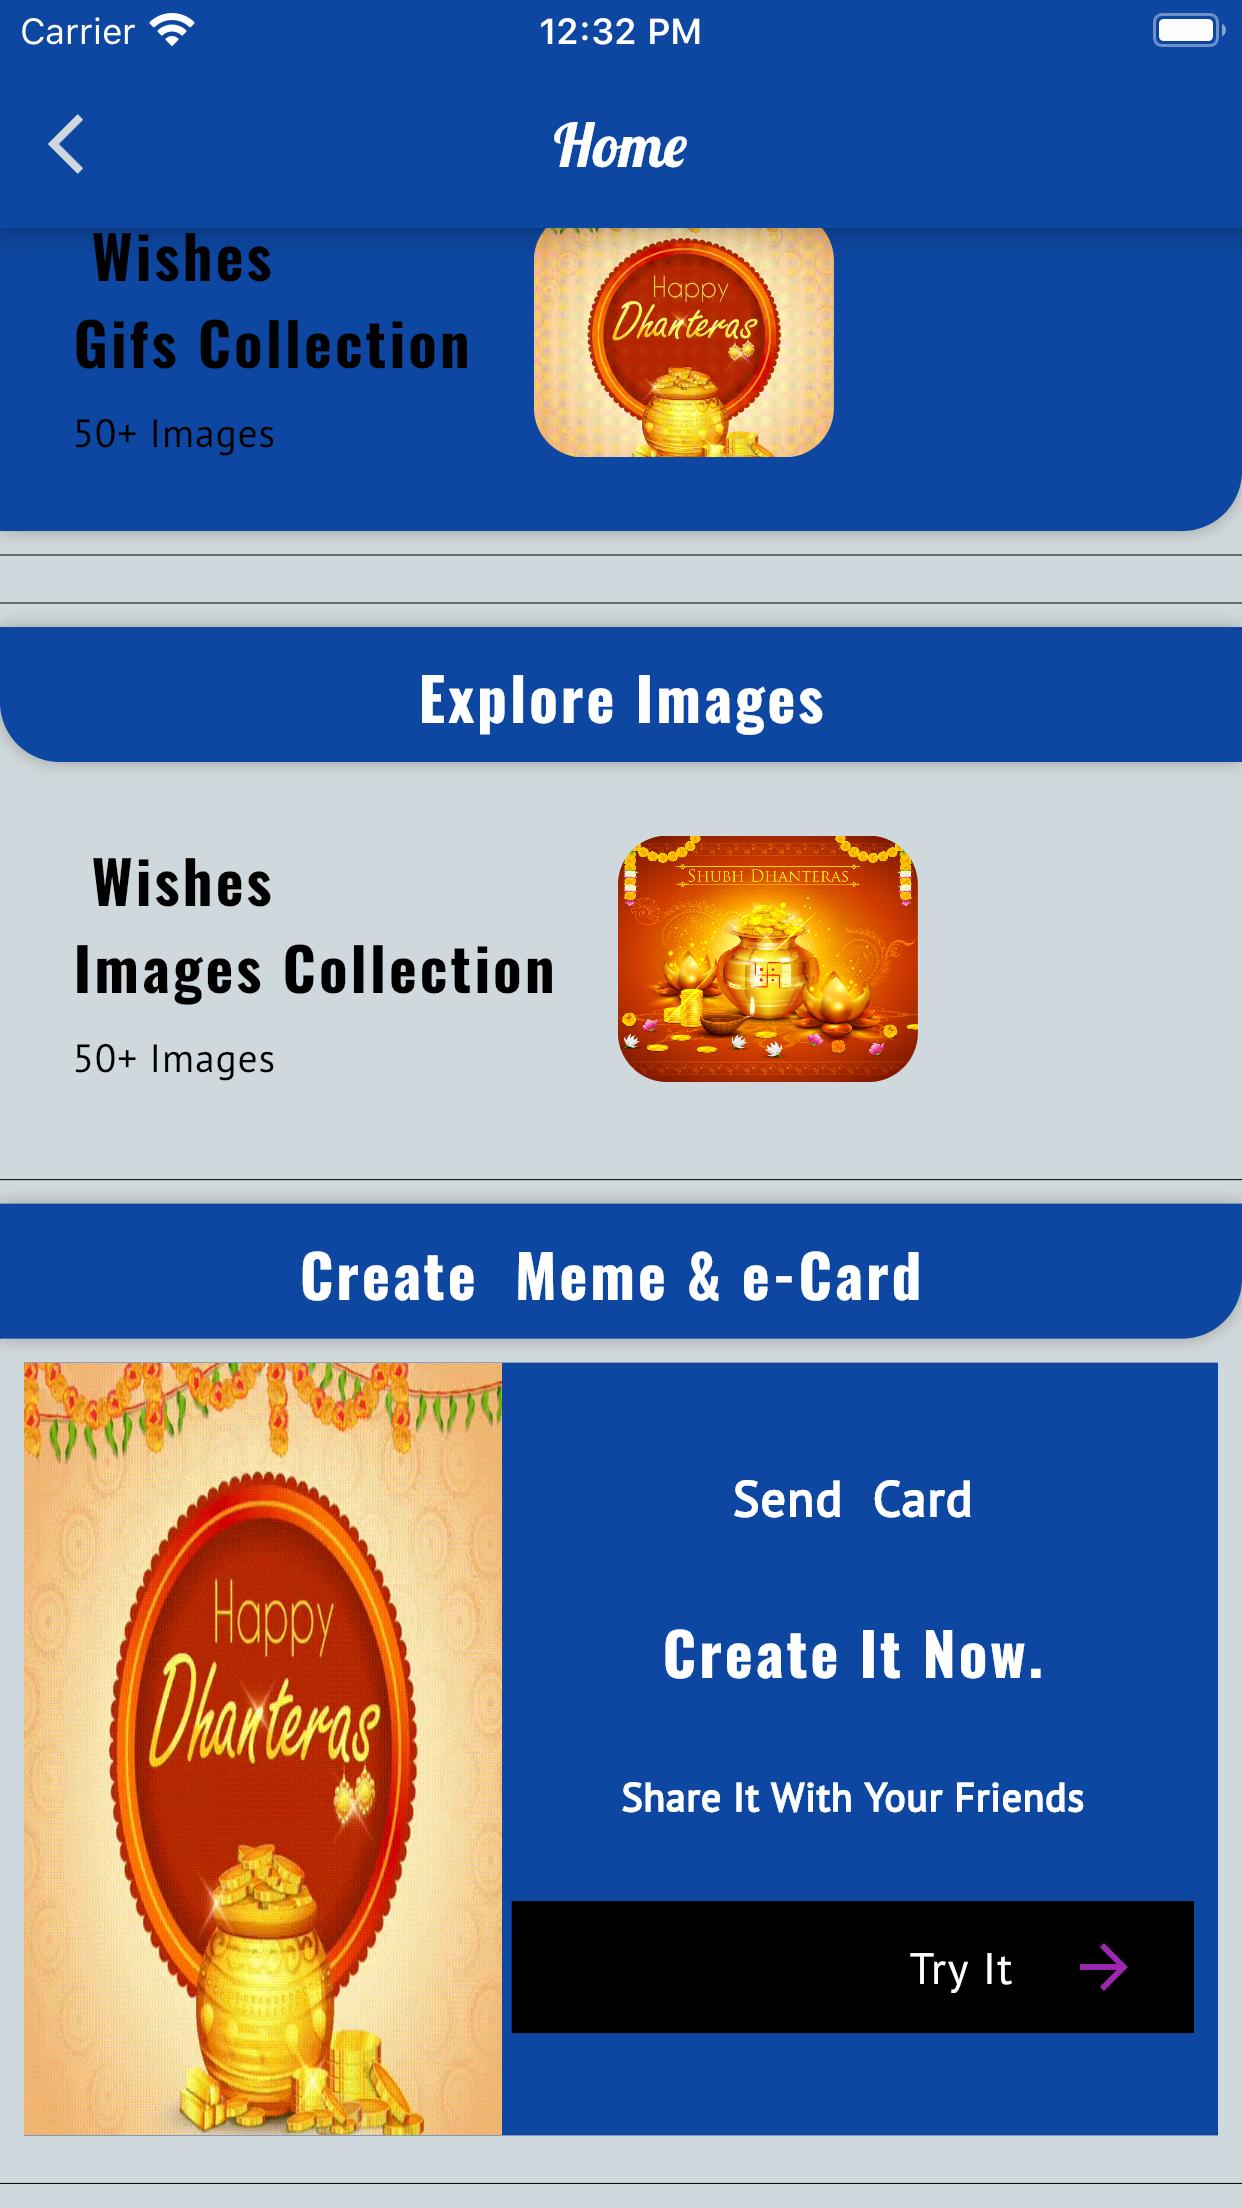 Carrier
12:32 PM
Home
Wishes
Gifs Collection
50+ Images
Happy
Dhanteras
Explore Images
Wishes
Images Collection
50+ Images
SHUBH DHANTERAS
Create Meme & e-Card
Happy
Dhanteras
Send Card
Create It Now.
Share It With Your Friends
Try It